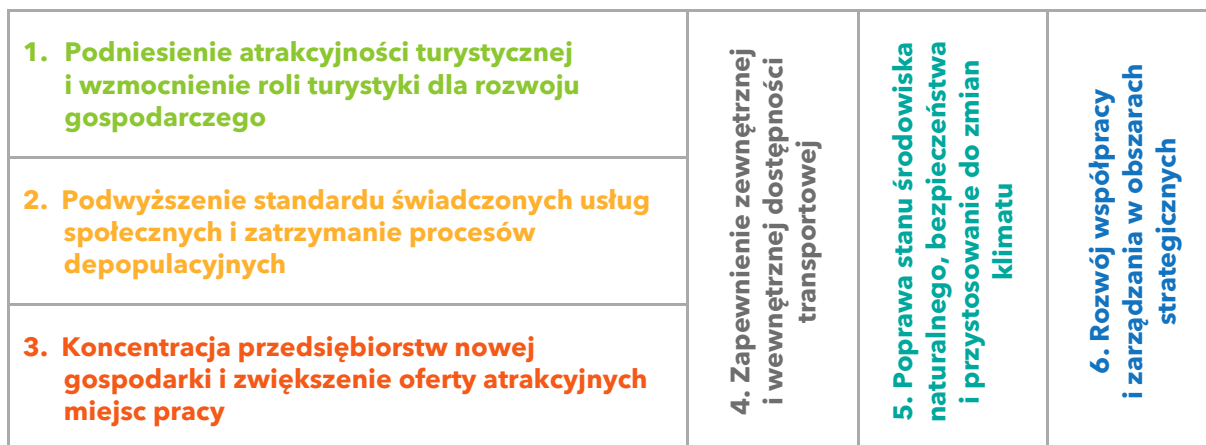 1. Podniesienie atrakcyjności turystycznej
i wzmocnienie roli turystyki dla rozwoju
gospodarczego
2. Podwyższenie standardu świadczonych usług
społecznych i zatrzymanie procesów
depopulacyjnych
3. Koncentracja przedsiębiorstw nowej
gospodarki i zwiększenie oferty atrakcyjnych
miejsc pracy
4. Zapewnienie zewnętrznej
i wewnętrznej dostępności
transportowej
5. Poprawa stanu środowiska
naturalnego, bezpieczeństwa
i przystosowanie do zmian
klimatu
6. Rozwój współpracy
i zarządzania w obszarach
strategicznych